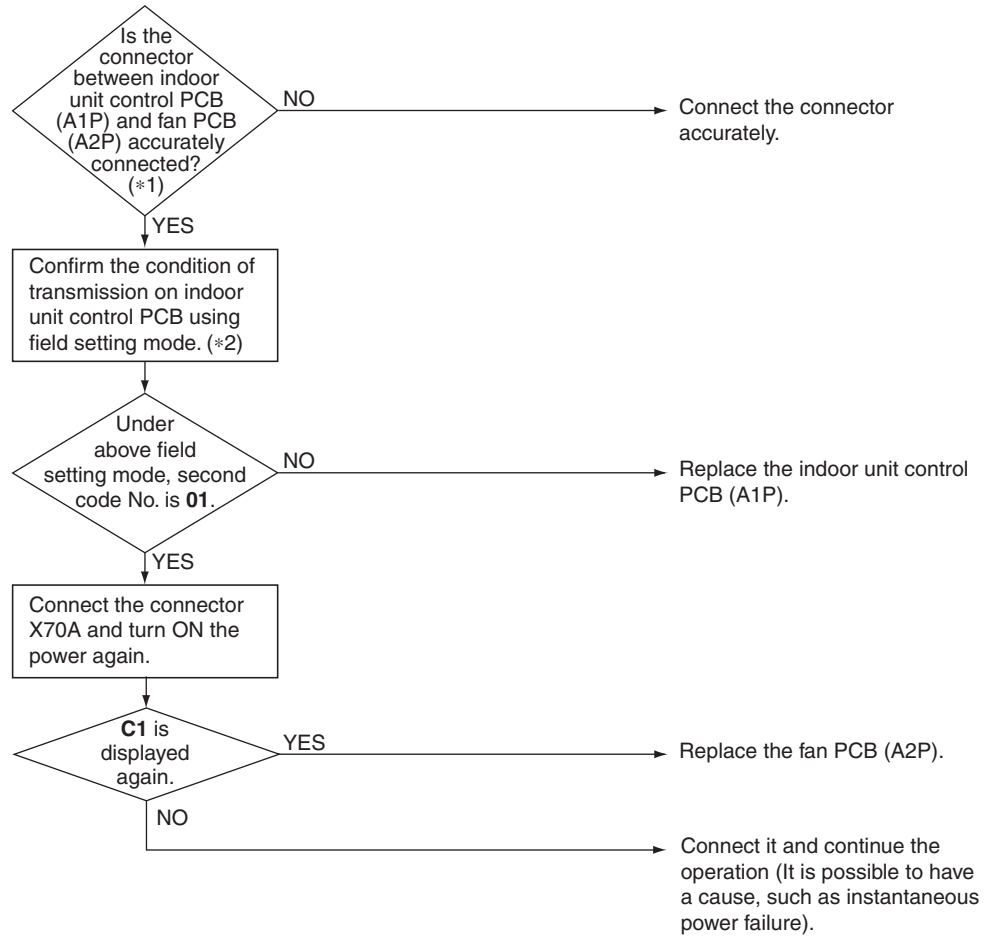 Is the
connector
between indoor
unit control PCB
(A1P) and fan PCB
(A2P) accurately
connected?
(*1)
NO
Connect the connector
accurately.
YES
Confirm the condition of
transmission on indoor
unit control PCB using
field setting mode. (*2)
Under
above field
setting mode, second
code No. is 01.
NO
Replace the indoor unit control
PCB (A1P).
YES
Connect the connector
X70A and turn ON the
power again.
C1 is
displayed
again.
YES
Replace the fan PCB (A2P).
NO
Connect it and continue the
operation (It is possible to have
a cause, such as instantaneous
power failure).